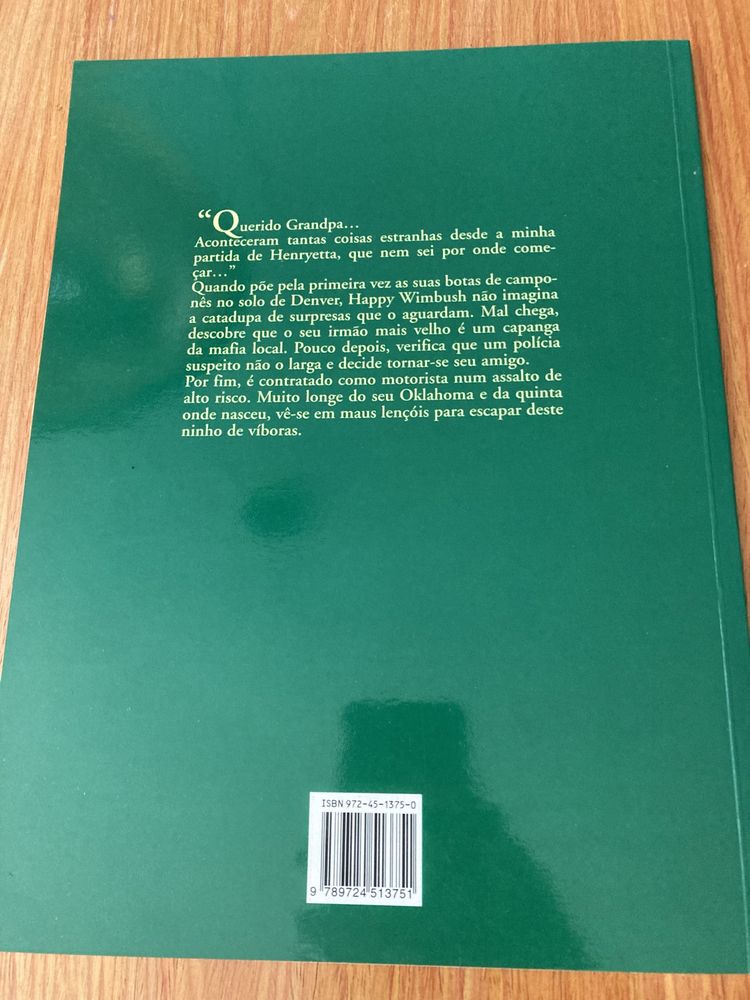 “Querido Grandpa...
Aconteceram tantas coisas estranhas desde a minha
partida de Henryetta, que nem sei por onde come-
çar...”
Quando põe pela primeira vez as suas botas de campo-
nês no solo de Denver, Happy Wimbush não imagina
a catadupa de surpresas que o aguardam. Mal chega,
descobre que o seu irmão mais velho é um capanga
da mafia local. Pouco depois, verifica que um polícia
suspeito não o larga e decide tornar-se seu amigo.
Por fim, é contratado como motorista num assalto de
alto risco. Muito longe do seu Oklahoma e da quinta
onde nasceu, vê-se em maus lençóis para escapar deste
ninho de víboras.
ISBN 972-45-1375-0
9 789724 513751